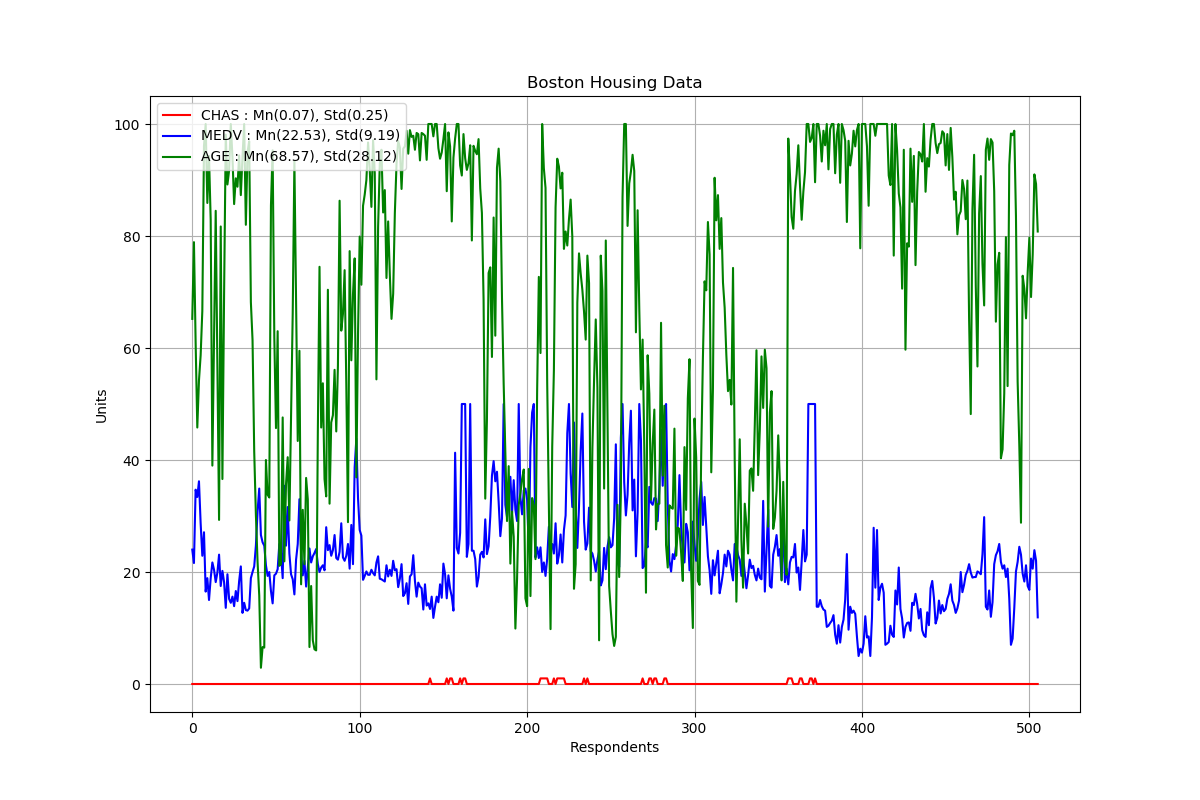 Boston Housing Data
CHAS : Mn(0.07), Std(0.25)
MEDV : Mn(22.53), Std(9.19)
AGE : Mn(68.57), Std(28.12)
100
80
60
40
20
0
Units
0 100 200 300 400 500
Respondents